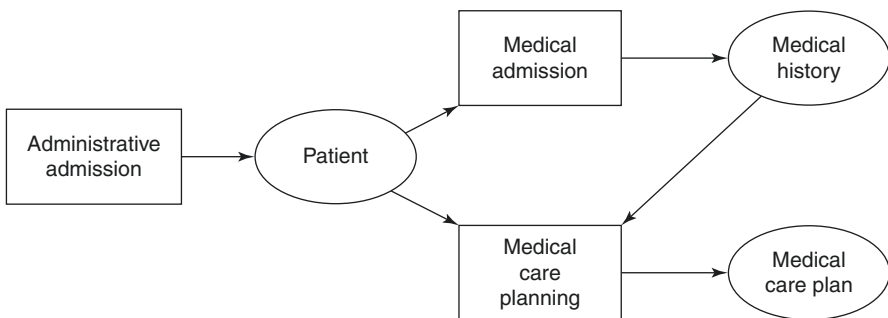 Medical
admission
Medical
history
Administrative
admission
Patient
Medical
care
planning
Medical
care plan